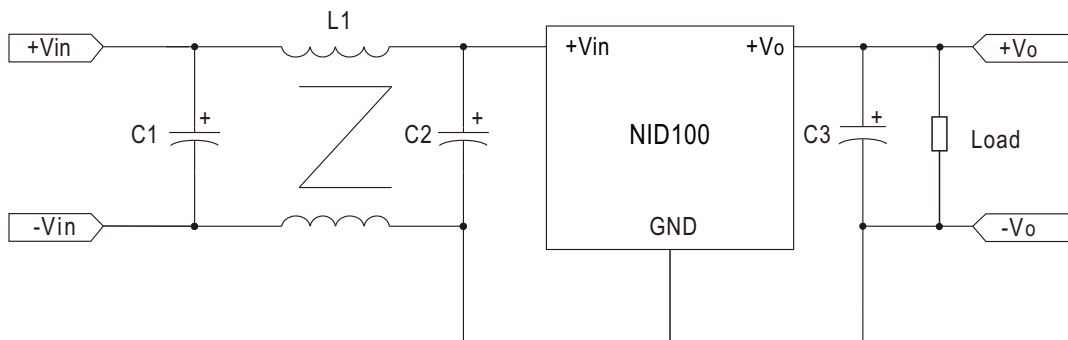 L1
+Vin
+Vin
+Vo
+Vo
C1
+
C2
+
NID100
C3
+
Load
-Vin
GND
-Vo